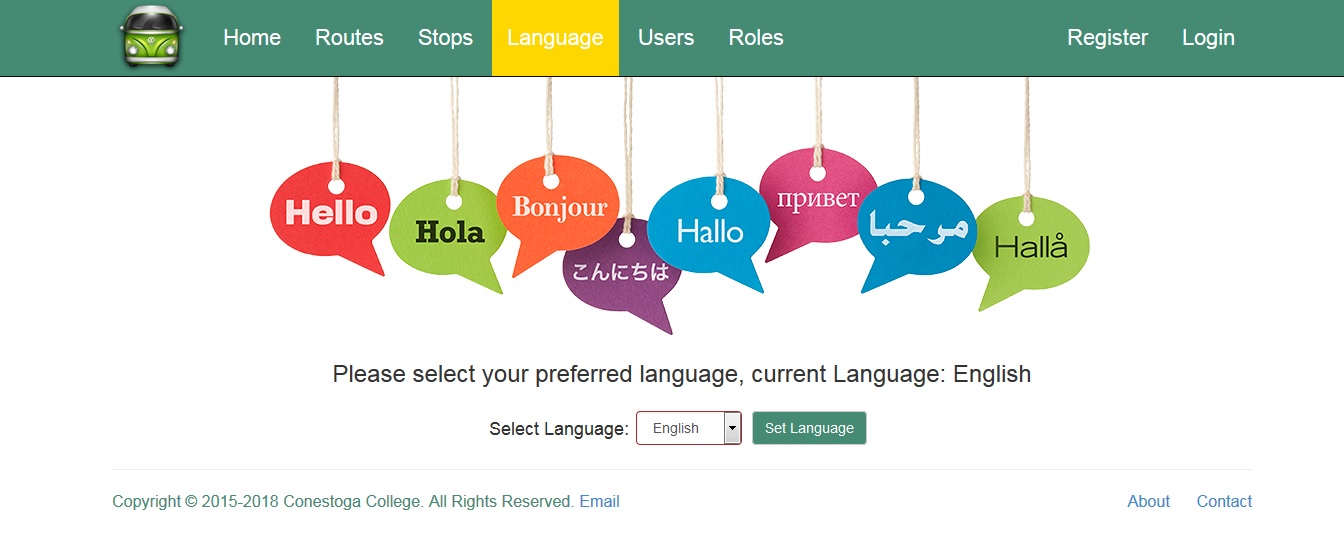 Home Routes Stops Language Users Roles Register Login
Hello
Hola
Bonjour
こんにちは
Hallo
привет
مرحبا
Hallå
Please select your preferred language, current Language: English
Select Language: English Set Language
Copyright © 2015-2018 Conestoga College. All Rights Reserved. Email About Contact